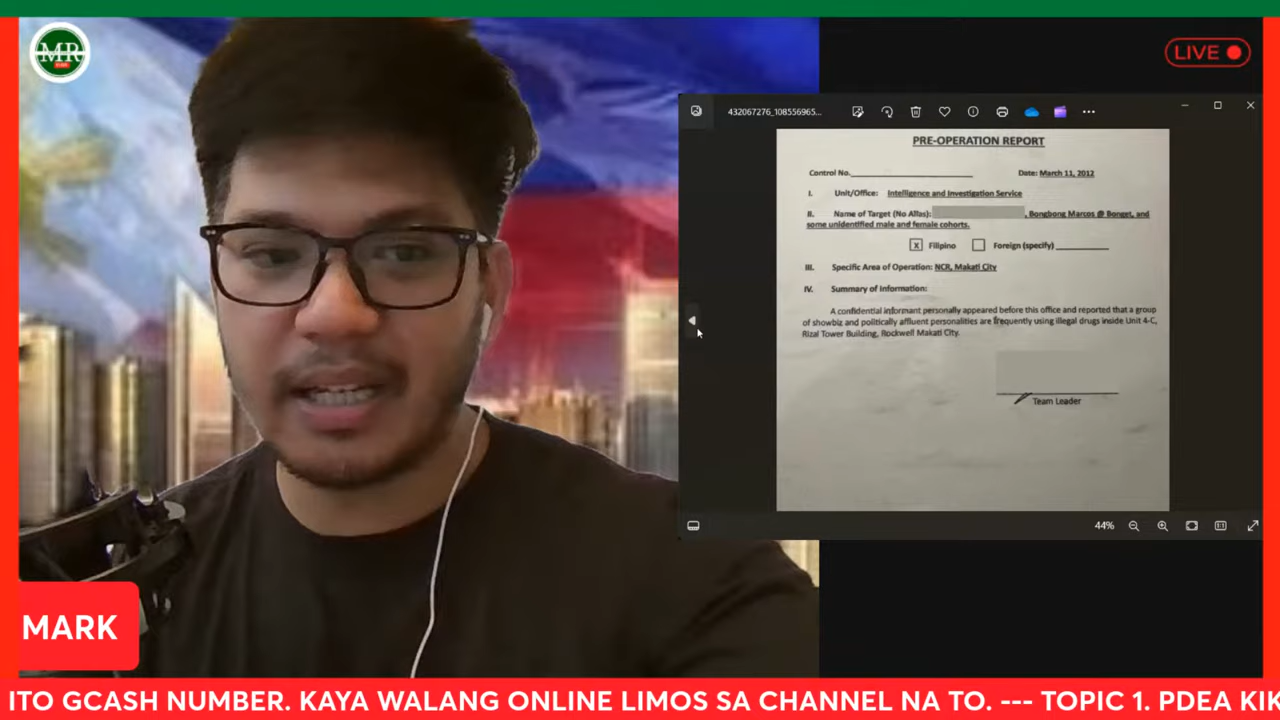 MR
LIVE
432067276_108556965...
PRE-OPERATION REPORT
Control No.
Date: March 11, 2012
I. Unit/Office: Intelligence and Investigation Service
II. Name of Target (No Alias): , Bongbong Marcos @ Bonget, and
some unidentified male and female cohorts.
x Filipino Foreign (specify)
III. Specific Area of Operation: NCR, Makati City
IV. Summary of Information:
A confidential informant personally appeared before this office and reported that a group
of showbiz and politically affluent personalities are frequently using illegal drugs inside Unit 4-C,
Rizal Tower Building, Rockwell Makati City.
Team Leader
44%
MARK
ITO GCASH NUMBER. KAYA WALANG ONLINE LIMOS SA CHANNEL NA TO. --- TOPIC 1. PDEA KIK